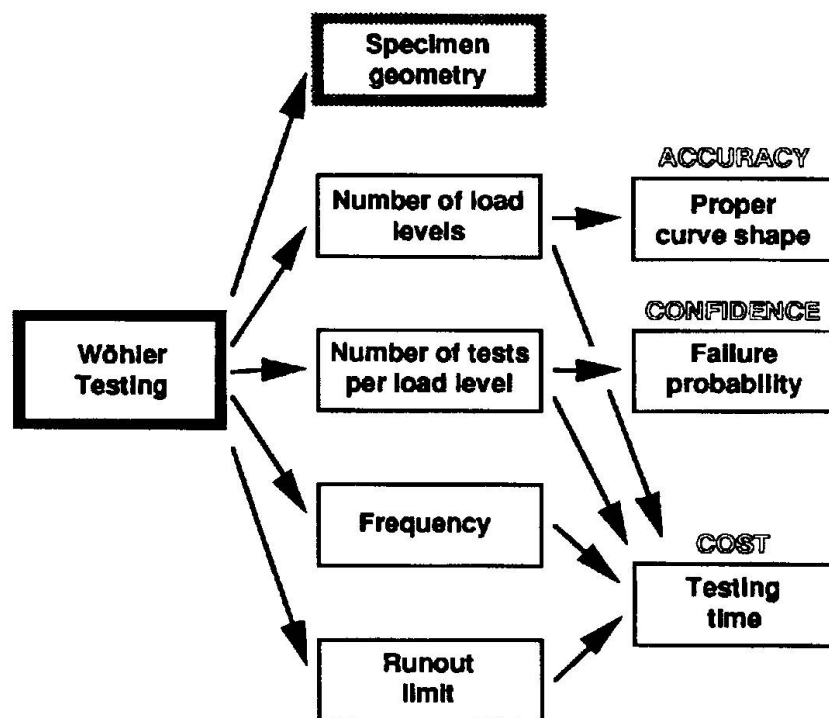 Specimen
geometry
ACCURACY
Number of load
levels
Proper
curve shape
CONFIDENCE
Wöhler
Testing
Number of tests
per load level
Failure
probability
Frequency
COST
Testing
time
Runout
limit